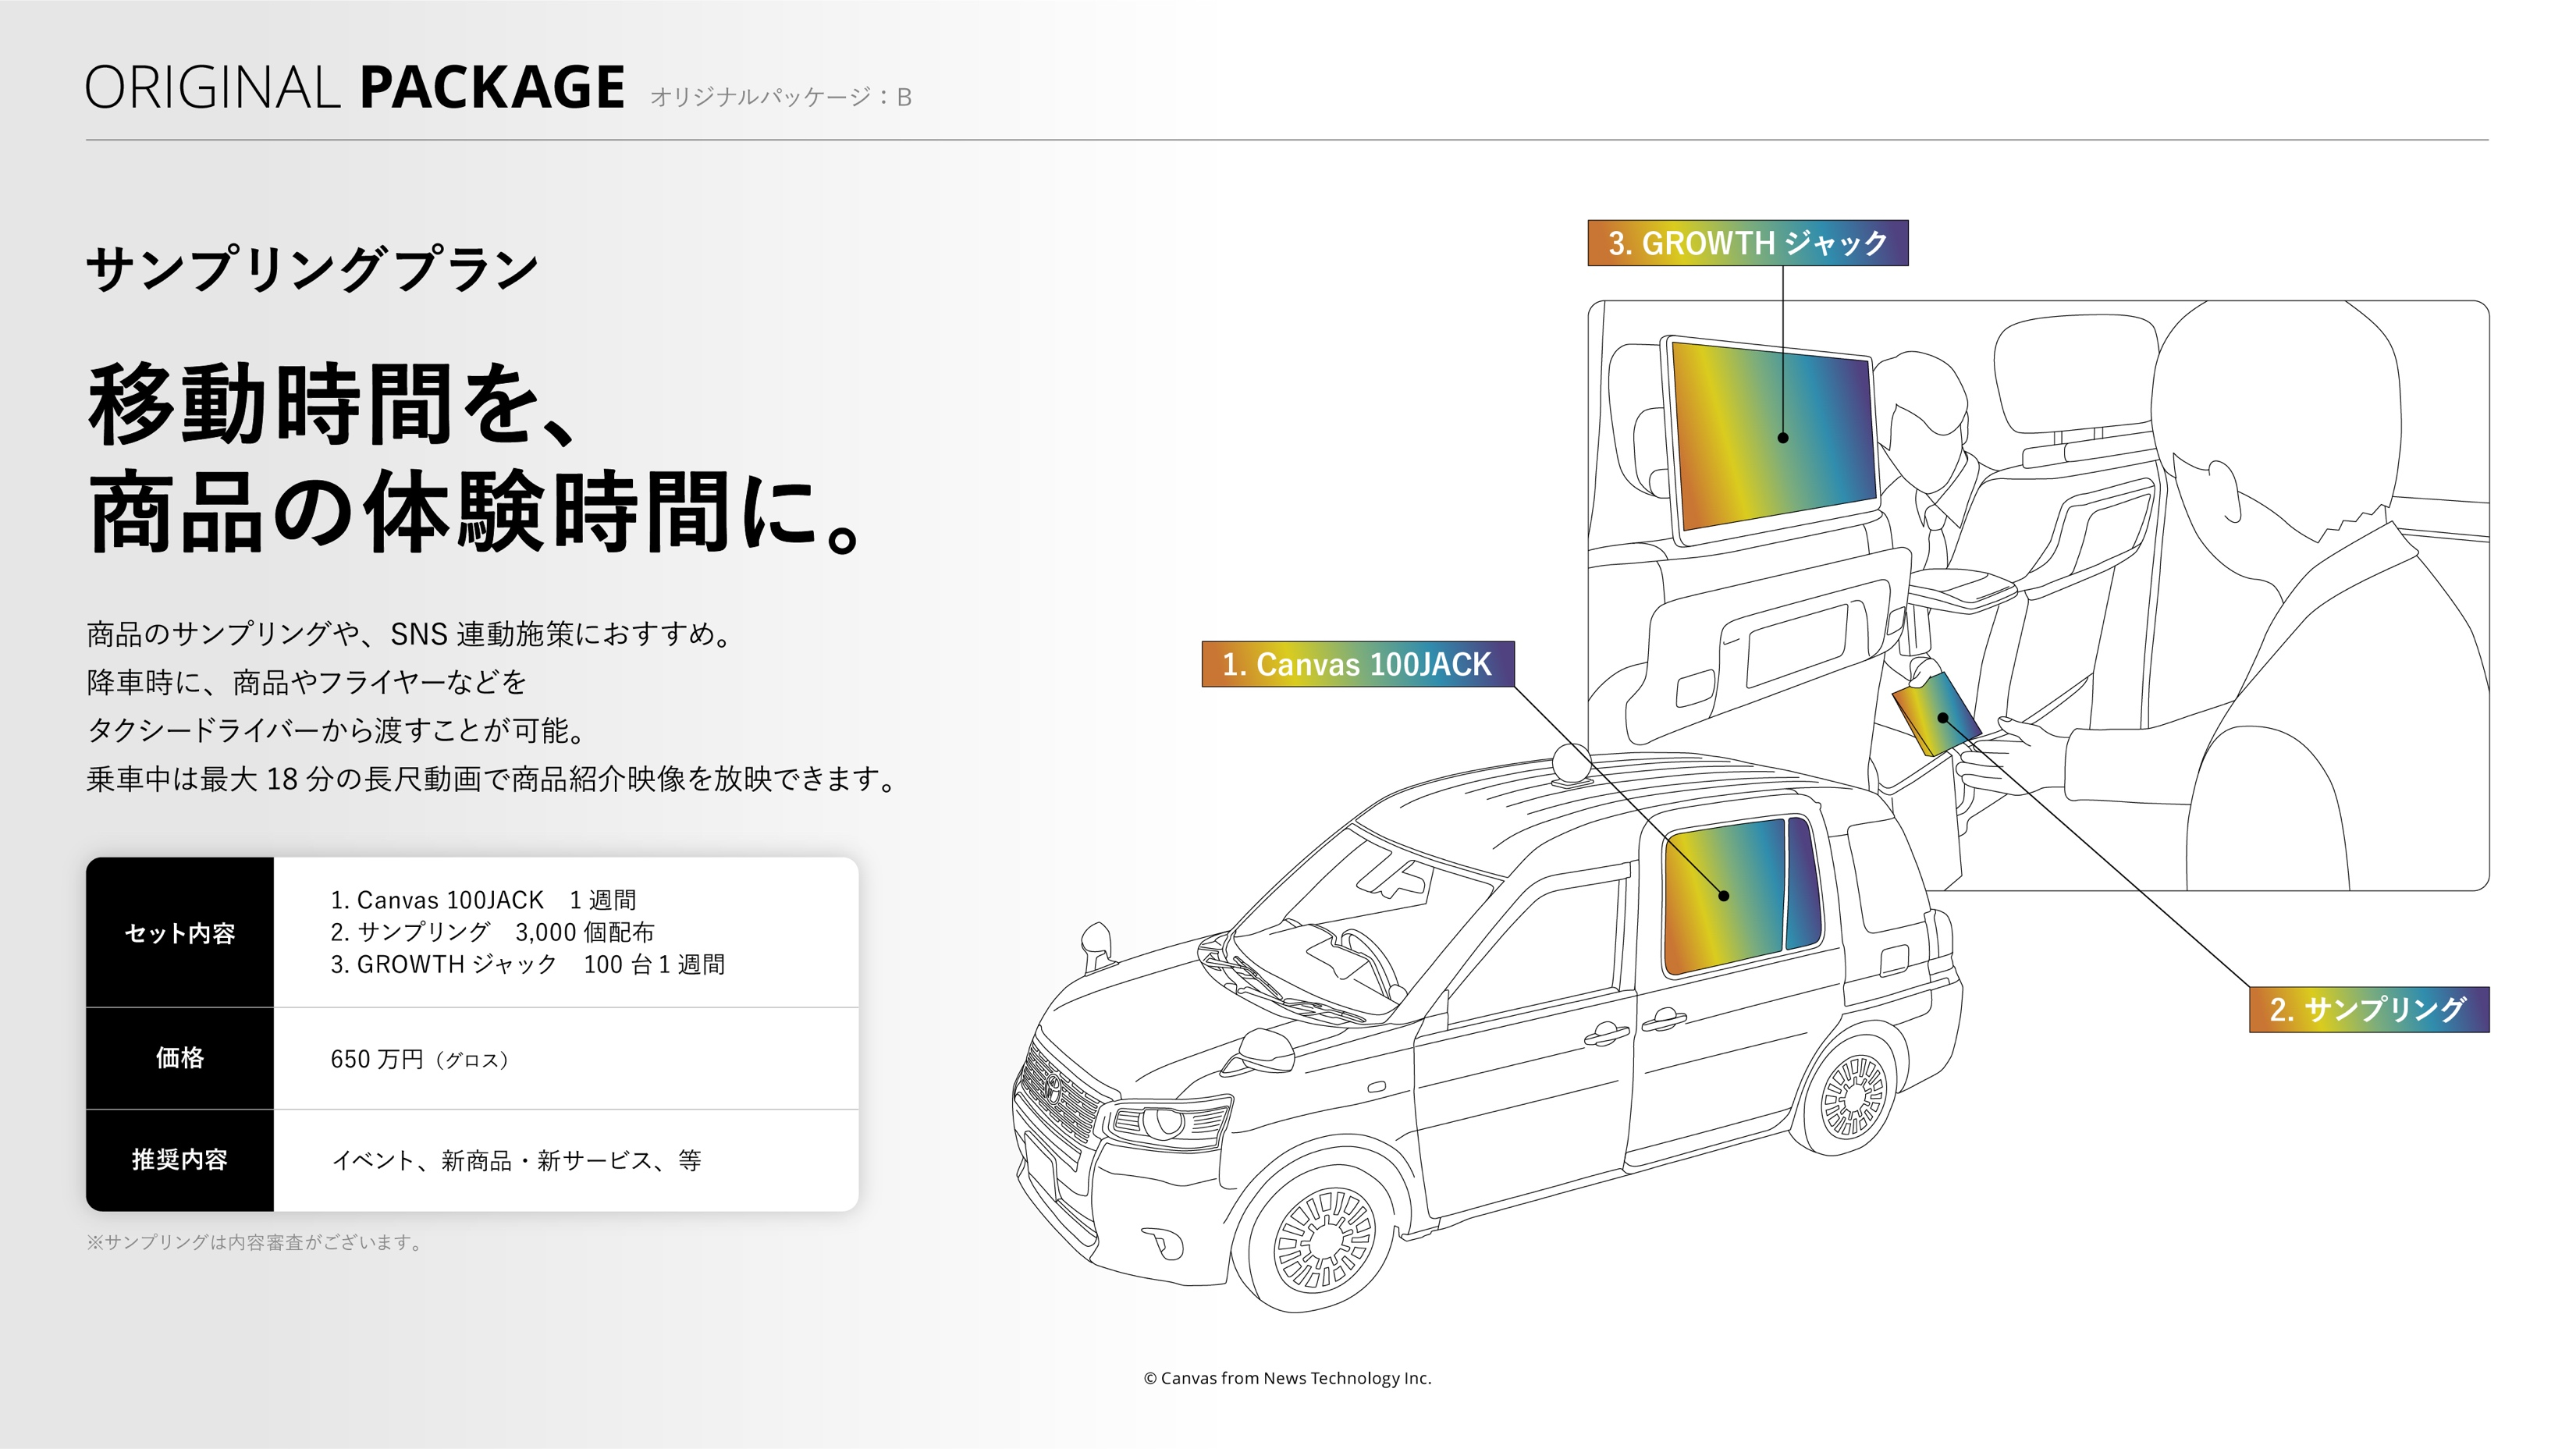 ORIGINAL PACKAGE オリジナルパッケージ：B
サンプリングプラン
移動時間を、
商品の体験時間に。
商品のサンプリングや、SNS 連動施策におすすめ。
降車時に、商品やフライヤーなどを
タクシードライバーから渡すことが可能。
乗車中は最大 18 分の長尺動画で商品紹介映像を放映できます。
セット内容
1. Canvas 100JACK　1 週間
2. サンプリング　3,000 個配布
3. GROWTH ジャック　100 台 1 週間
価格
650 万円（グロス）
推奨内容
イベント、新商品・新サービス、等
※サンプリングは内容審査がございます。
3. GROWTH ジャック
1. Canvas 100JACK
2. サンプリング
© Canvas from News Technology Inc.